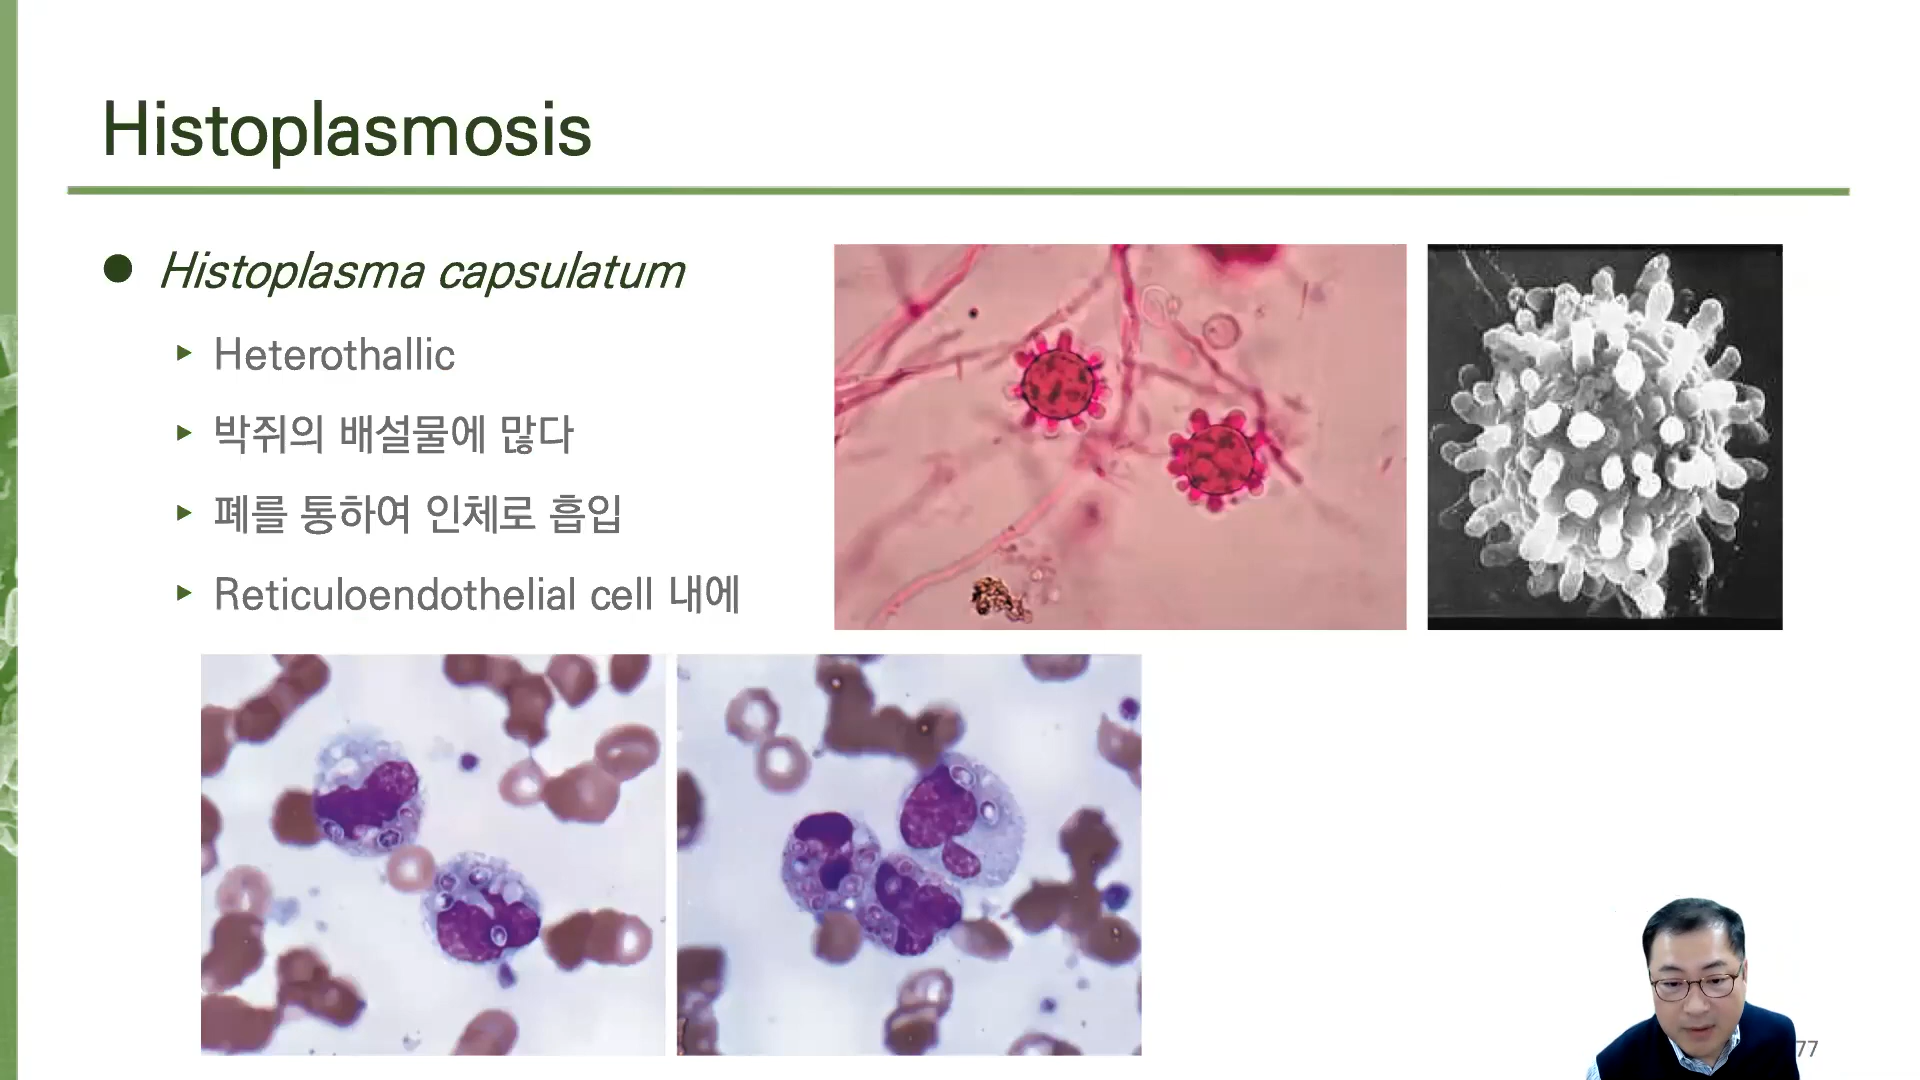 Histoplasmosis
Histoplasma capsulatum
Heterothallic
박쥐의 배설물에 많다
폐를 통하여 인체로 흡입
Reticuloendothelial cell 내에
77